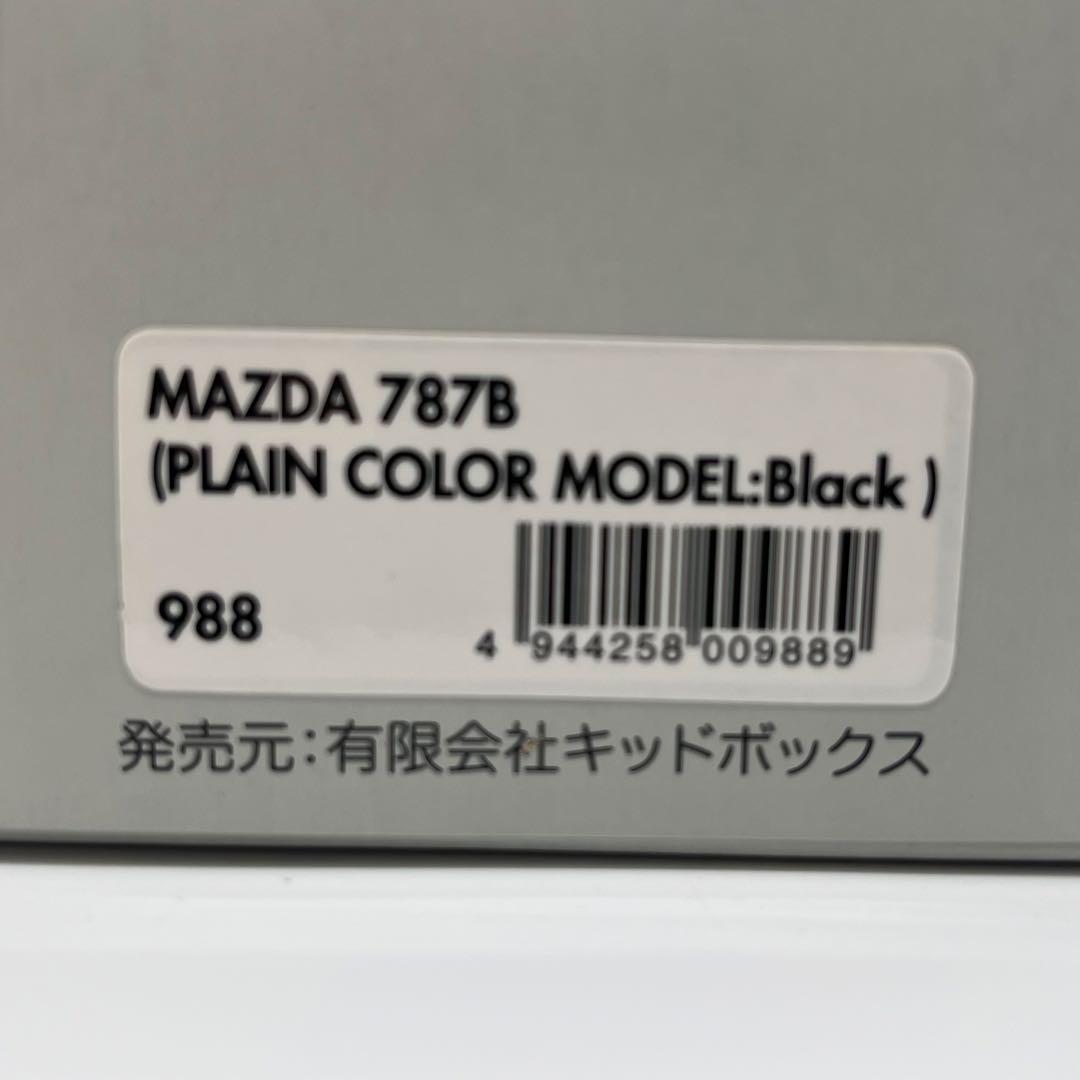 MAZDA 787B
(PLAIN COLOR MODEL:Black )
988
4 944258 009889
発売元:有限会社キッドボックス